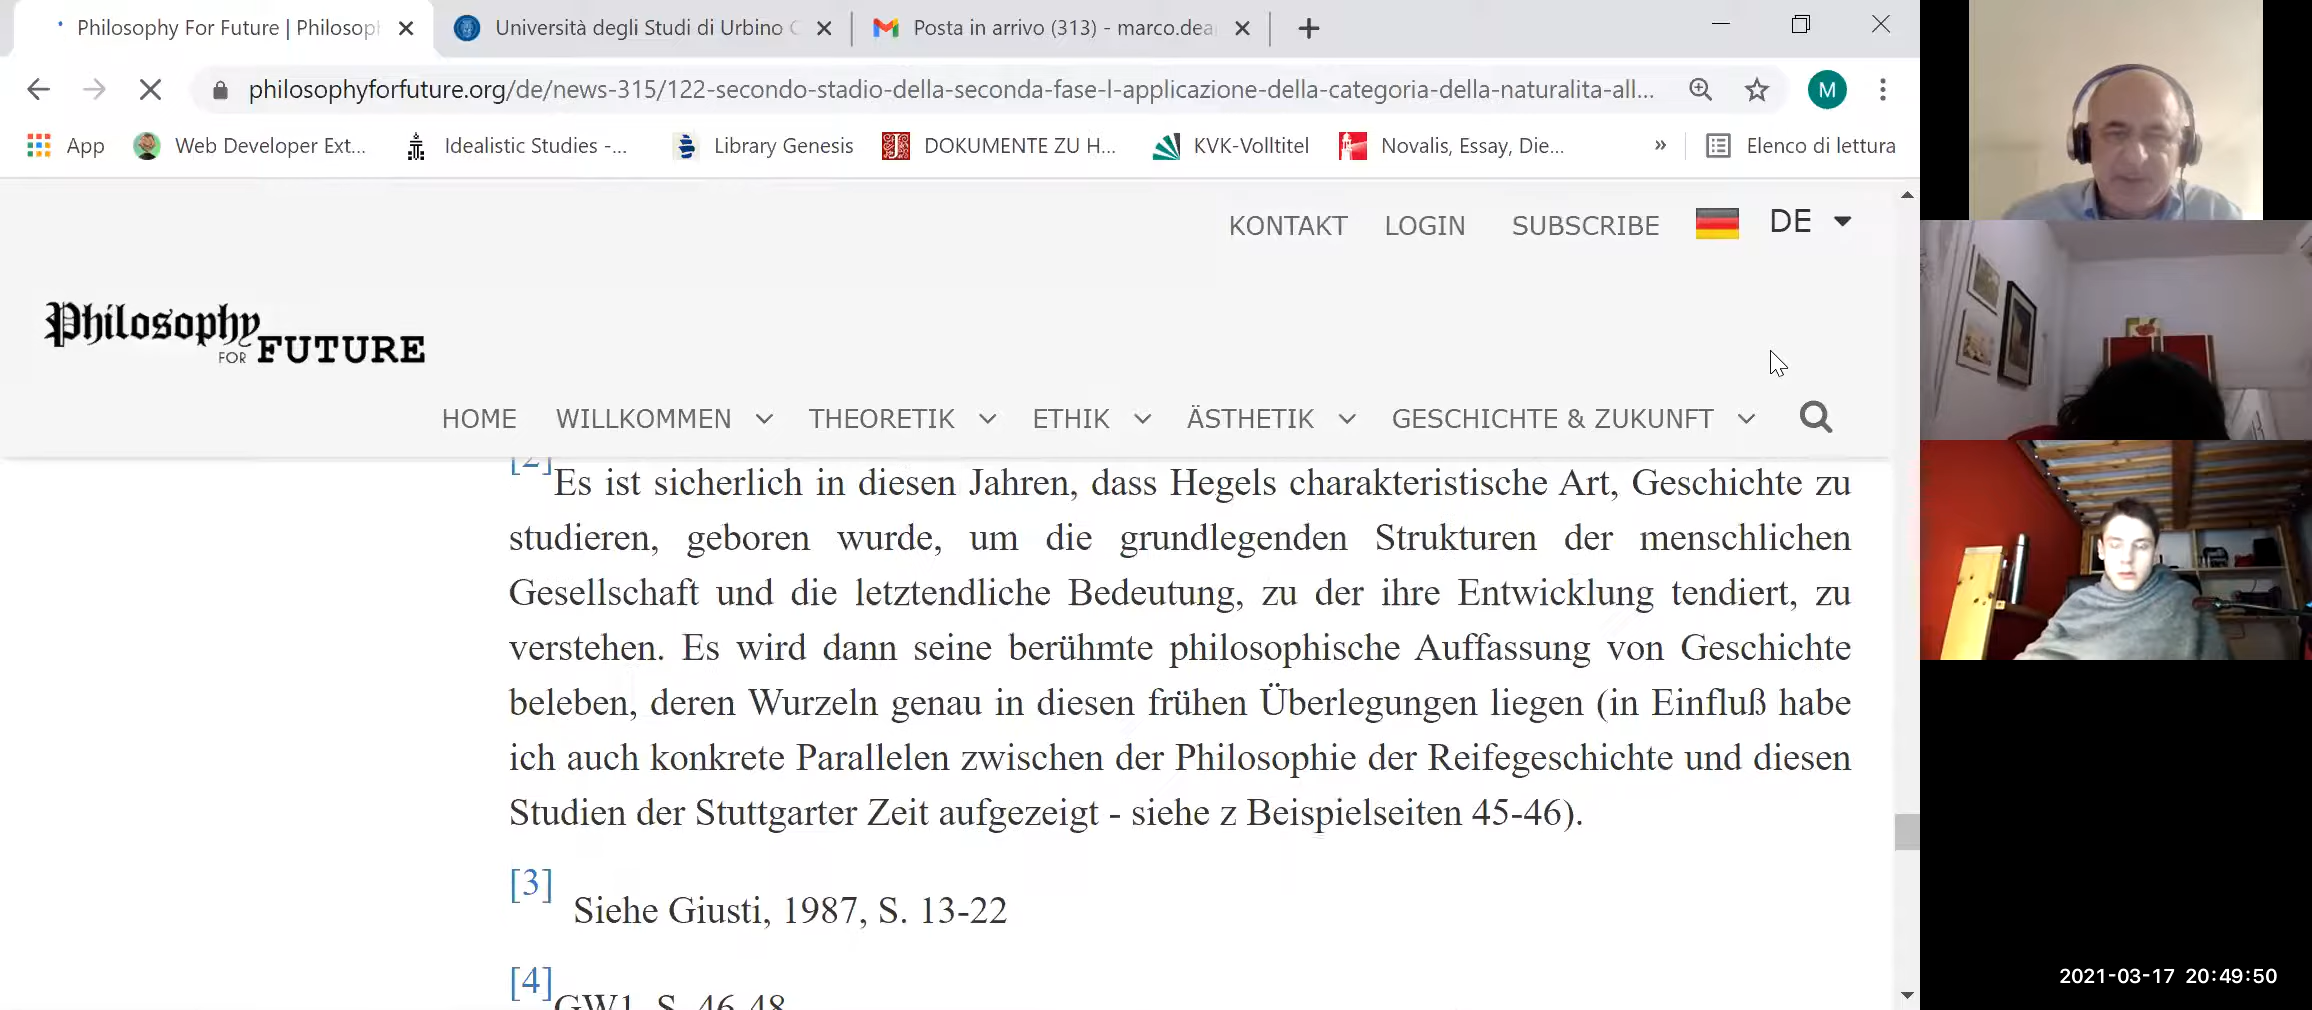 Philosophy For Future | Philosop
Università degli Studi di Urbino C
Posta in arrivo (313) - marco.dea
philosophyforfuture.org/de/news-315/122-secondo-stadio-della-seconda-fase-l-applicazione-della-categoria-della-naturalita-all...
M
App
Web Developer Ext...
Idealistic Studies -...
Library Genesis
DOKUMENTE ZU H...
KVK-Volltitel
Novalis, Essay, Die...
»
Elenco di lettura
KONTAKT LOGIN SUBSCRIBE DE
Philosophy
FOR FUTURE
HOME WILLKOMMEN THEORETIK ETHIK ÄSTHETIK GESCHICHTE & ZUKUNFT
[2] Es ist sicherlich in diesen Jahren, dass Hegels charakteristische Art, Geschichte zu
studieren, geboren wurde, um die grundlegenden Strukturen der menschlichen
Gesellschaft und die letztendliche Bedeutung, zu der ihre Entwicklung tendiert, zu
verstehen. Es wird dann seine berühmte philosophische Auffassung von Geschichte
beleben, deren Wurzeln genau in diesen frühen Überlegungen liegen (in Einfluß habe
ich auch konkrete Parallelen zwischen der Philosophie der Reifegeschichte und diesen
Studien der Stuttgarter Zeit aufgezeigt - siehe z Beispielseiten 45-46).
[3] Siehe Giusti, 1987, S. 13-22
[4] GW1, S. 46-48
2021-03-17 20:49:50